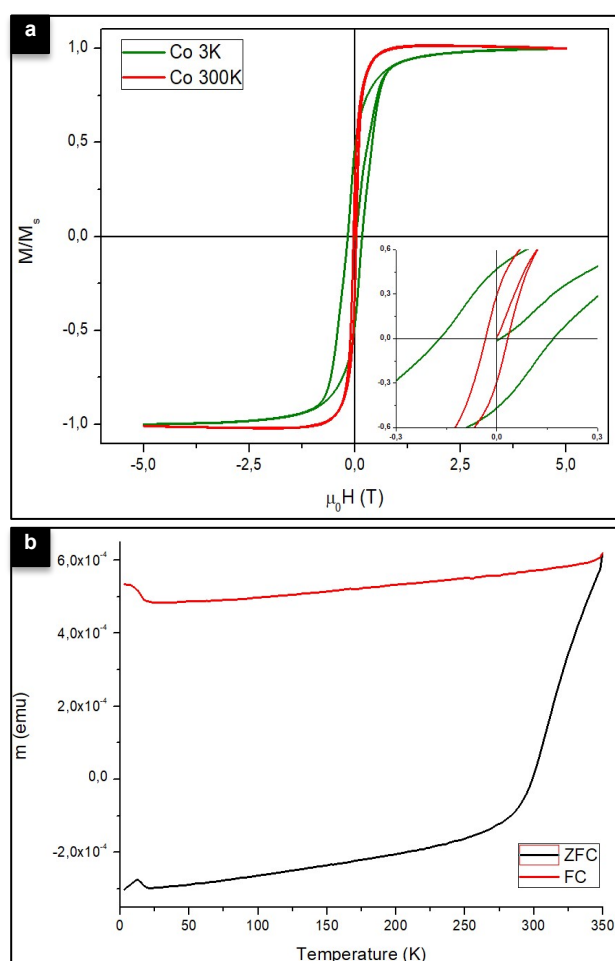 a
Co 3K
Co 300K
1,0
0,5
0,0
-0,5
-1,0
M/Mₛ
-5,0 -2,5 0,0 2,5 5,0
μ₀H (T)
0,6
0,3
0,0
-0,3
-0,6
-0,3 0,0 0,3
b
6,0x10⁻⁴
4,0x10⁻⁴
2,0x10⁻⁴
0,0
-2,0x10⁻⁴
m (emu)
ZFC
FC
0 50 100 150 200 250 300 350
Temperature (K)